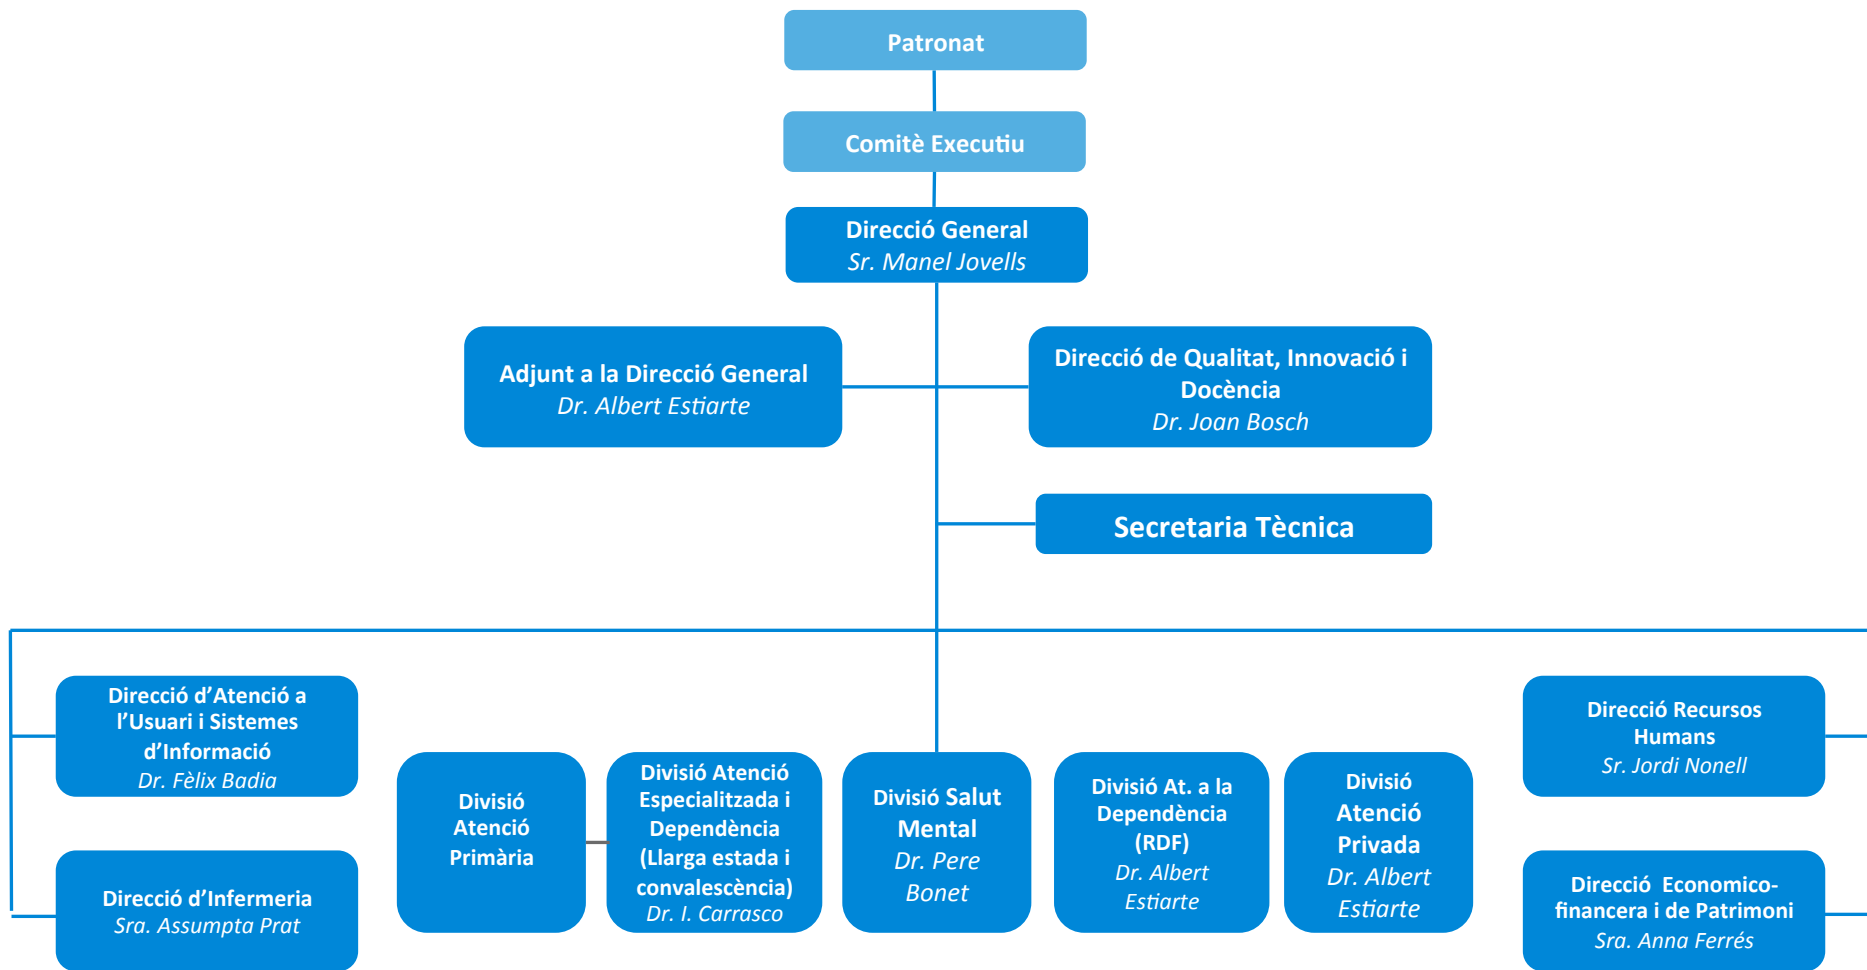 Patronat
Comitè Executiu
Direcció General
Sr. Manel Jovells
Adjunt a la Direcció General
Dr. Albert Estiarte
Direcció de Qualitat, Innovació i
Docència
Dr. Joan Bosch
Secretaria Tècnica
Direcció d’Atenció a
l’Usuari i Sistemes
d’Informació
Dr. Fèlix Badia
Direcció d’Infermeria
Sra. Assumpta Prat
Divisió
Atenció
Primària
Divisió Atenció
Especialitzada i
Dependència
(Llarga estada i
convalescència)
Dr. I. Carrasco
Divisió Salut
Mental
Dr. Pere
Bonet
Divisió At. a la
Dependència
(RDF)
Dr. Albert
Estiarte
Divisió
Atenció
Privada
Dr. Albert
Estiarte
Direcció Recursos
Humans
Sr. Jordi Nonell
Direcció Economico-
financera i de Patrimoni
Sra. Anna Ferrés